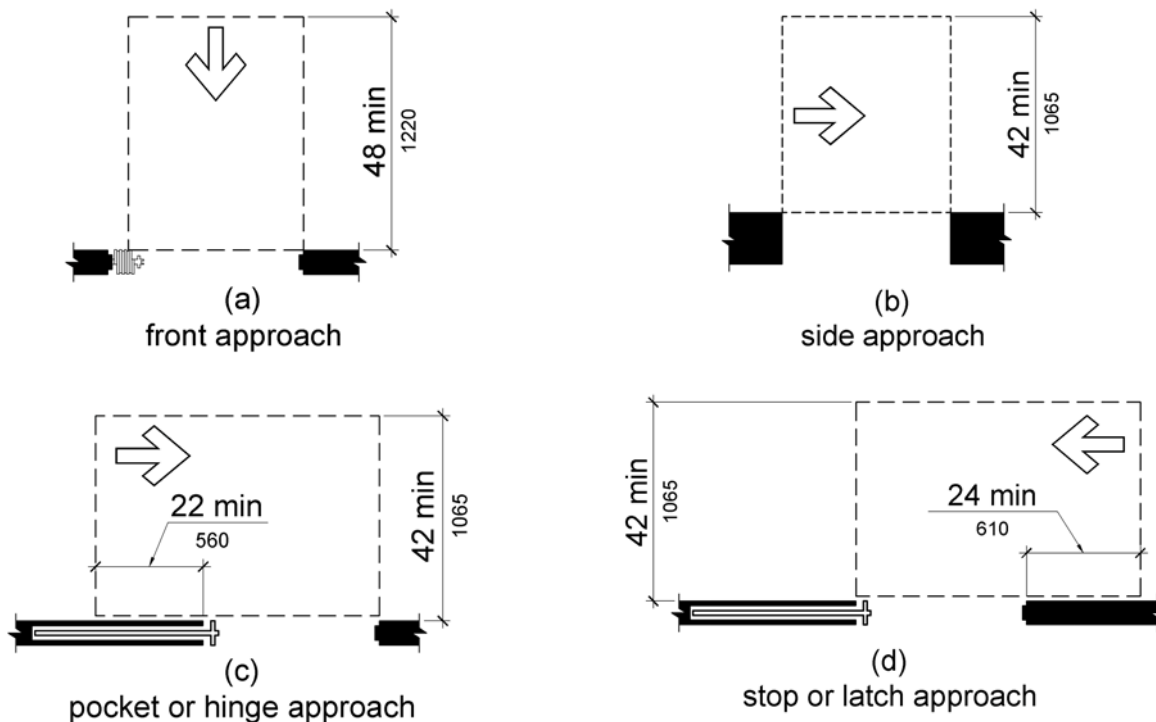 48 min
1220
(a)
front approach
42 min
1065
(b)
side approach
22 min
560
42 min
1065
(c)
pocket or hinge approach
42 min
1065
24 min
610
(d)
stop or latch approach